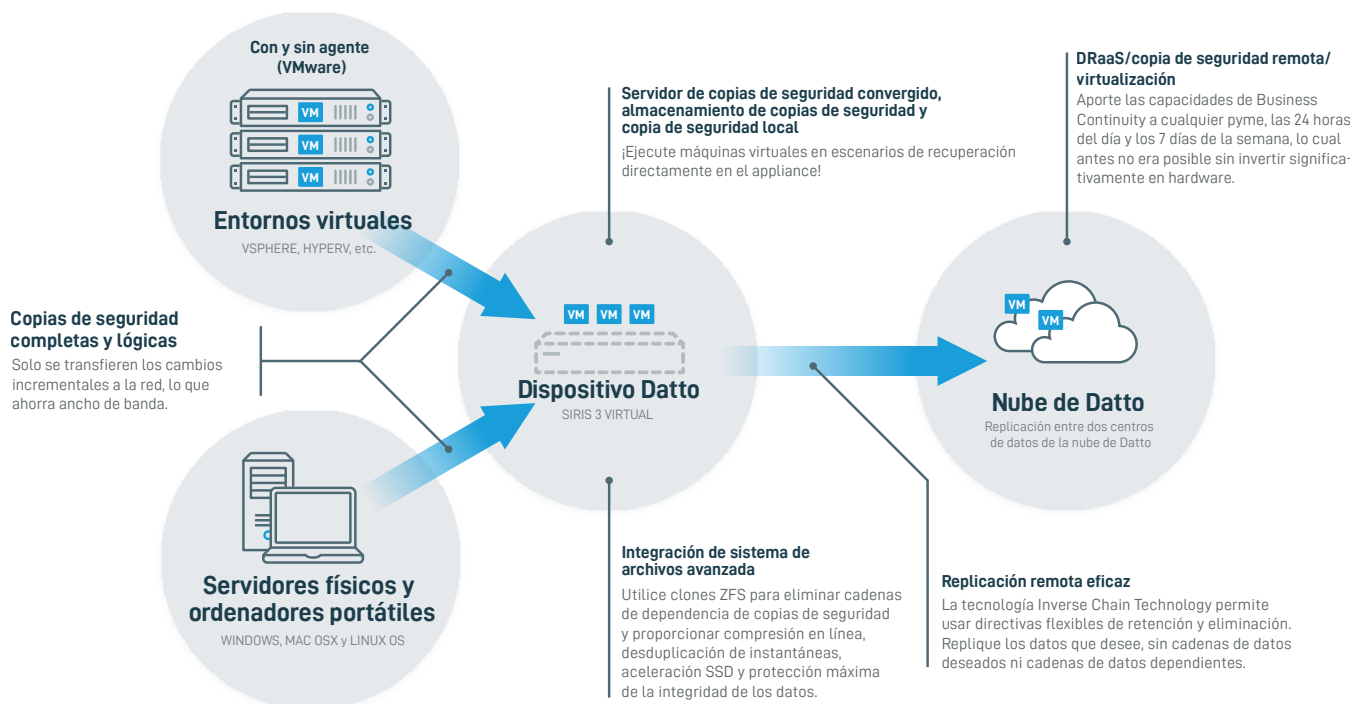 Con y sin agente
(VMware)
VM
VM
VM
Entornos virtuales
VSPHERE, HYPERV, etc.
Copias de seguridad
completas y lógicas
Solo se transfieren los cambios
incrementales a la red, lo que
ahorra ancho de banda.
Servidores físicos y
ordenadores portátiles
WINDOWS, MAC OSX y LINUX OS
Servidor de copias de seguridad convergido,
almacenamiento de copias de seguridad y
copia de seguridad local
¡Ejecute máquinas virtuales en escenarios de recuperación
directamente en el appliance!
VM VM VM
Dispositivo Datto
SIRIS 3 VIRTUAL
Integración de sistema de
archivos avanzada
Utilice clones ZFS para eliminar cadenas
de dependencia de copias de seguridad
y proporcionar compresión en línea,
desduplicación de instantáneas,
aceleración SSD y protección máxima
de la integridad de los datos.
DRaaS/copia de seguridad remota/
virtualización
Aporte las capacidades de Business
Continuity a cualquier pyme, las 24 horas
del día y los 7 días de la semana, lo cual
antes no era posible sin invertir significa-
tivamente en hardware.
VM
VM
Nube de Datto
Replicación entre dos centros
de datos de la nube de Datto
Replicación remota eficaz
La tecnología Inverse Chain Technology permite
usar directivas flexibles de retención y eliminación.
Replique los datos que desee, sin cadenas de datos
deseados ni cadenas de datos dependientes.